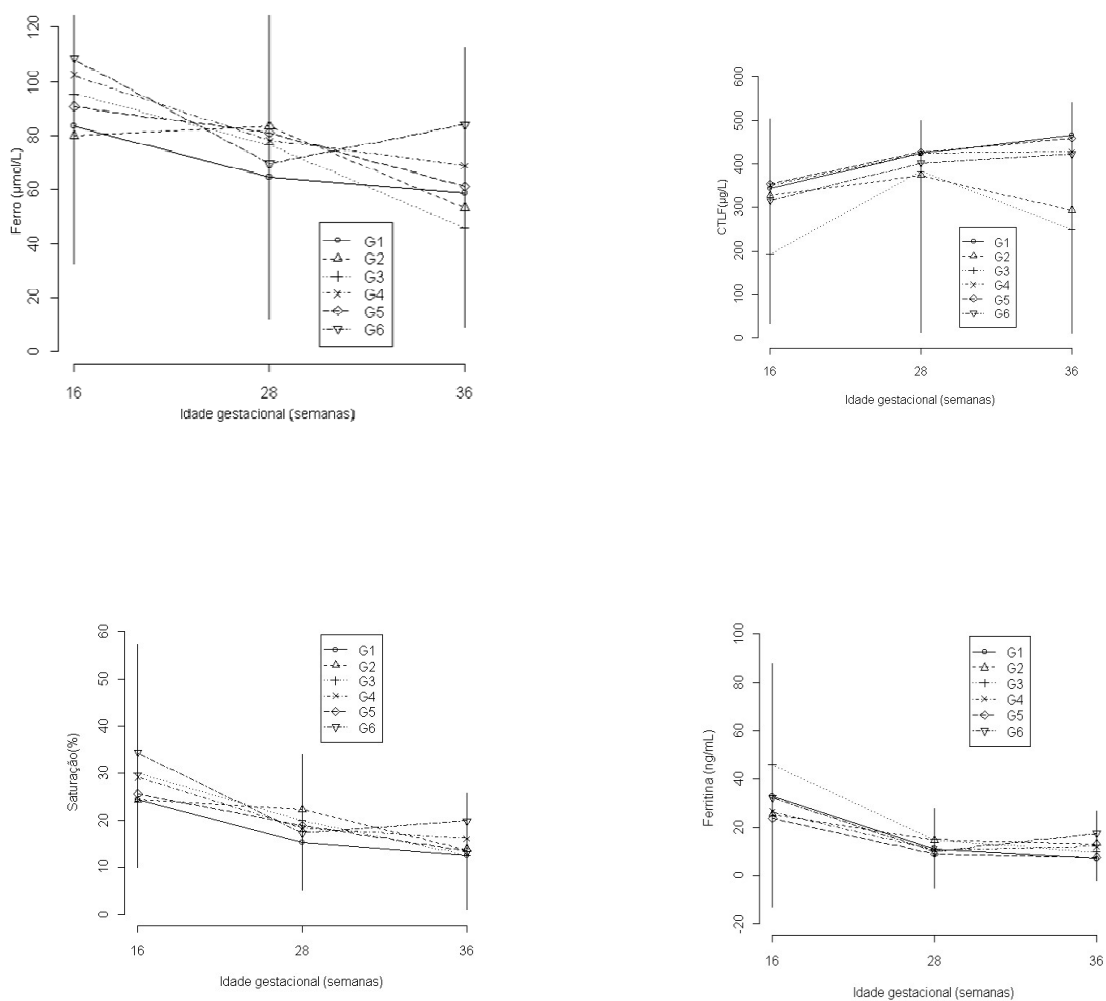 Ferro (µmol/L)
120
100
80
60
40
20
0
G1
G2
G3
G4
G5
G6
16
28
36
Idade gestacional (semanas)
CTLF(µg/L)
600
500
400
300
200
100
0
G1
G2
G3
G4
G5
G6
16
28
36
Idade gestacional (semanas)
Saturação(%)
60
50
40
30
20
10
0
G1
G2
G3
G4
G5
G6
16
28
36
Idade gestacional (semanas)
Ferritina (ng/mL)
100
80
60
40
20
0
-20
G1
G2
G3
G4
G5
G6
16
28
36
Idade gestacional (semanas)